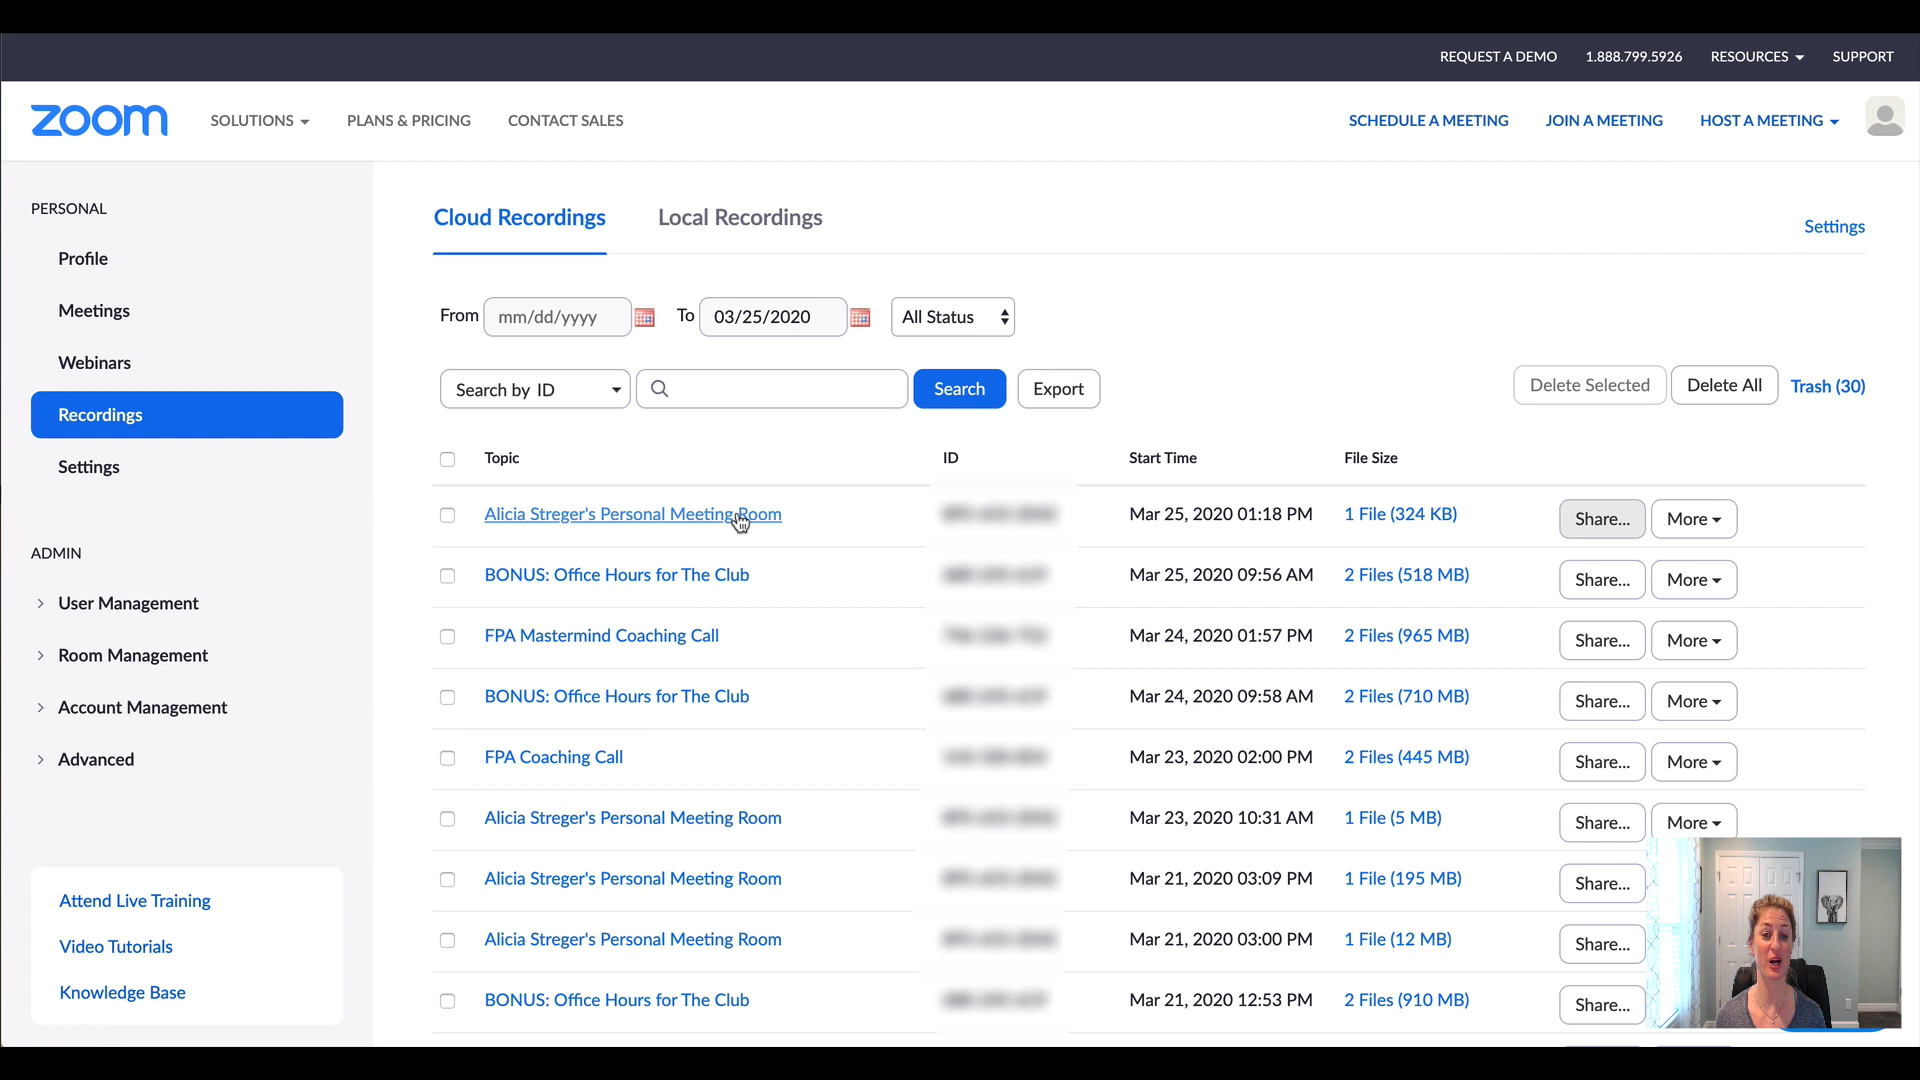 REQUEST A DEMO 1.888.799.5926 RESOURCES SUPPORT
zoom SOLUTIONS PLANS & PRICING CONTACT SALES SCHEDULE A MEETING JOIN A MEETING HOST A MEETING
PERSONAL
Profile
Meetings
Webinars
Recordings
Settings
ADMIN
User Management
Room Management
Account Management
Advanced
Attend Live Training
Video Tutorials
Knowledge Base
Cloud Recordings Local Recordings Settings
From mm/dd/yyyy To 03/25/2020 All Status
Search by ID Search Export Delete Selected Delete All Trash (30)
Topic ID Start Time File Size
Alicia Streger's Personal Meeting Room Mar 25, 2020 01:18 PM 1 File (324 KB) Share... More
BONUS: Office Hours for The Club Mar 25, 2020 09:56 AM 2 Files (518 MB) Share... More
FPA Mastermind Coaching Call Mar 24, 2020 01:57 PM 2 Files (965 MB) Share... More
BONUS: Office Hours for The Club Mar 24, 2020 09:58 AM 2 Files (710 MB) Share... More
FPA Coaching Call Mar 23, 2020 02:00 PM 2 Files (445 MB) Share... More
Alicia Streger's Personal Meeting Room Mar 23, 2020 10:31 AM 1 File (5 MB) Share... More
Alicia Streger's Personal Meeting Room Mar 21, 2020 03:09 PM 1 File (195 MB) Share...
Alicia Streger's Personal Meeting Room Mar 21, 2020 03:00 PM 1 File (12 MB) Share...
BONUS: Office Hours for The Club Mar 21, 2020 12:53 PM 2 Files (910 MB) Share...